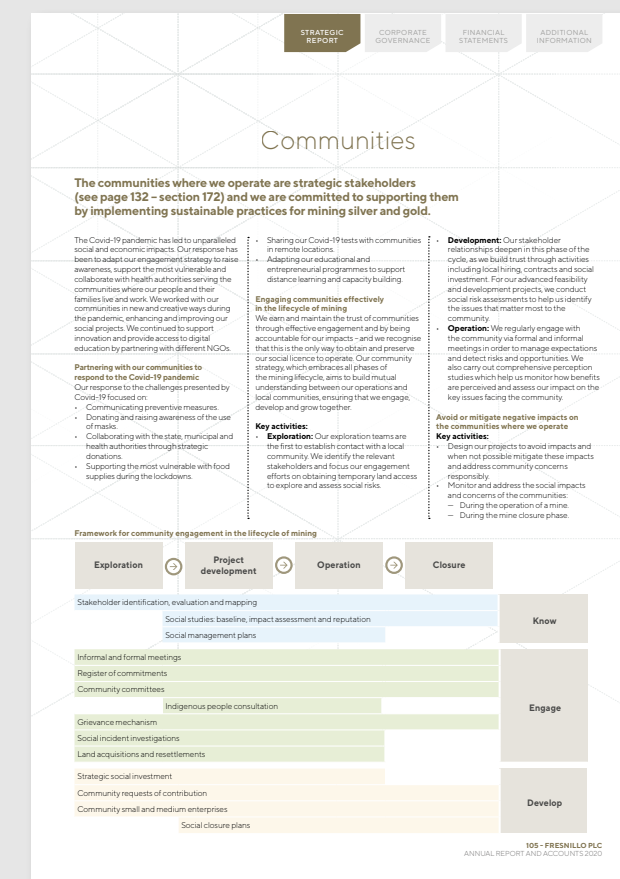 STRATEGIC
REPORT
CORPORATE
GOVERNANCE
FINANCIAL
STATEMENTS
ADDITIONAL
INFORMATION
Communities
The communities where we operate are strategic stakeholders
(see page 132 – section 172) and we are committed to supporting them
by implementing sustainable practices for mining silver and gold.
The Covid-19 pandemic has led to unparalleled
social and economic impacts. Our response has
been to adapt our engagement strategy to raise
awareness, support the most vulnerable and
collaborate with health authorities serving the
communities where our people and their
families live and work. We worked with our
communities in new and creative ways during
the pandemic, enhancing and improving our
social projects. We continued to support
innovation and provide access to digital
education by partnering with different NGOs.
Partnering with our communities to
respond to the Covid-19 pandemic
Our response to the challenges presented by
Covid-19 focused on:
• Communicating preventive measures.
• Donating and raising awareness of the use
of masks.
• Collaborating with the state, municipal and
health authorities through strategic
donations.
• Supporting the most vulnerable with food
supplies during the lockdowns.
• Sharing our Covid-19 tests with communities
in remote locations.
• Adapting our educational and
entrepreneurial programmes to support
distance learning and capacity building.
Engaging communities effectively
in the lifecycle of mining
We earn and maintain the trust of communities
through effective engagement and by being
accountable for our impacts – and we recognise
that this is the only way to obtain and preserve
our social licence to operate. Our community
strategy, which embraces all phases of
the mining lifecycle, aims to build mutual
understanding between our operations and
local communities, ensuring that we engage,
develop and grow together.
Key activities:
• Exploration: Our exploration teams are
the first to establish contact with a local
community. We identify the relevant
stakeholders and focus our engagement
efforts on obtaining temporary land access
to explore and assess social risks.
• Development: Our stakeholder
relationships deepen in this phase of the
cycle, as we build trust through activities
including local hiring, contracts and social
investment. For our advanced feasibility
and development projects, we conduct
social risk assessments to help us identify
the issues that matter most to the
community.
• Operation: We regularly engage with
the community via formal and informal
meetings in order to manage expectations
and detect risks and opportunities. We
also carry out comprehensive perception
studies which help us monitor how benefits
are perceived and assess our impact on the
key issues facing the community.
Avoid or mitigate negative impacts on
the communities where we operate
Key activities:
• Design our projects to avoid impacts and
when not possible mitigate these impacts
and address community concerns
responsibly.
• Monitor and address the social impacts
and concerns of the communities:
– During the operation of a mine.
– During the mine closure phase.
Framework for community engagement in the lifecycle of mining
Exploration
Project
development
Operation
Closure
Stakeholder identification, evaluation and mapping
Social studies: baseline, impact assessment and reputation
Social management plans
Know
Informal and formal meetings
Register of commitments
Community committees
Indigenous people consultation
Grievance mechanism
Social incident investigations
Land acquisitions and resettlements
Engage
Strategic social investment
Community requests of contribution
Community small and medium enterprises
Social closure plans
Develop
105 – FRESNILLO PLC
ANNUAL REPORT AND ACCOUNTS 2020